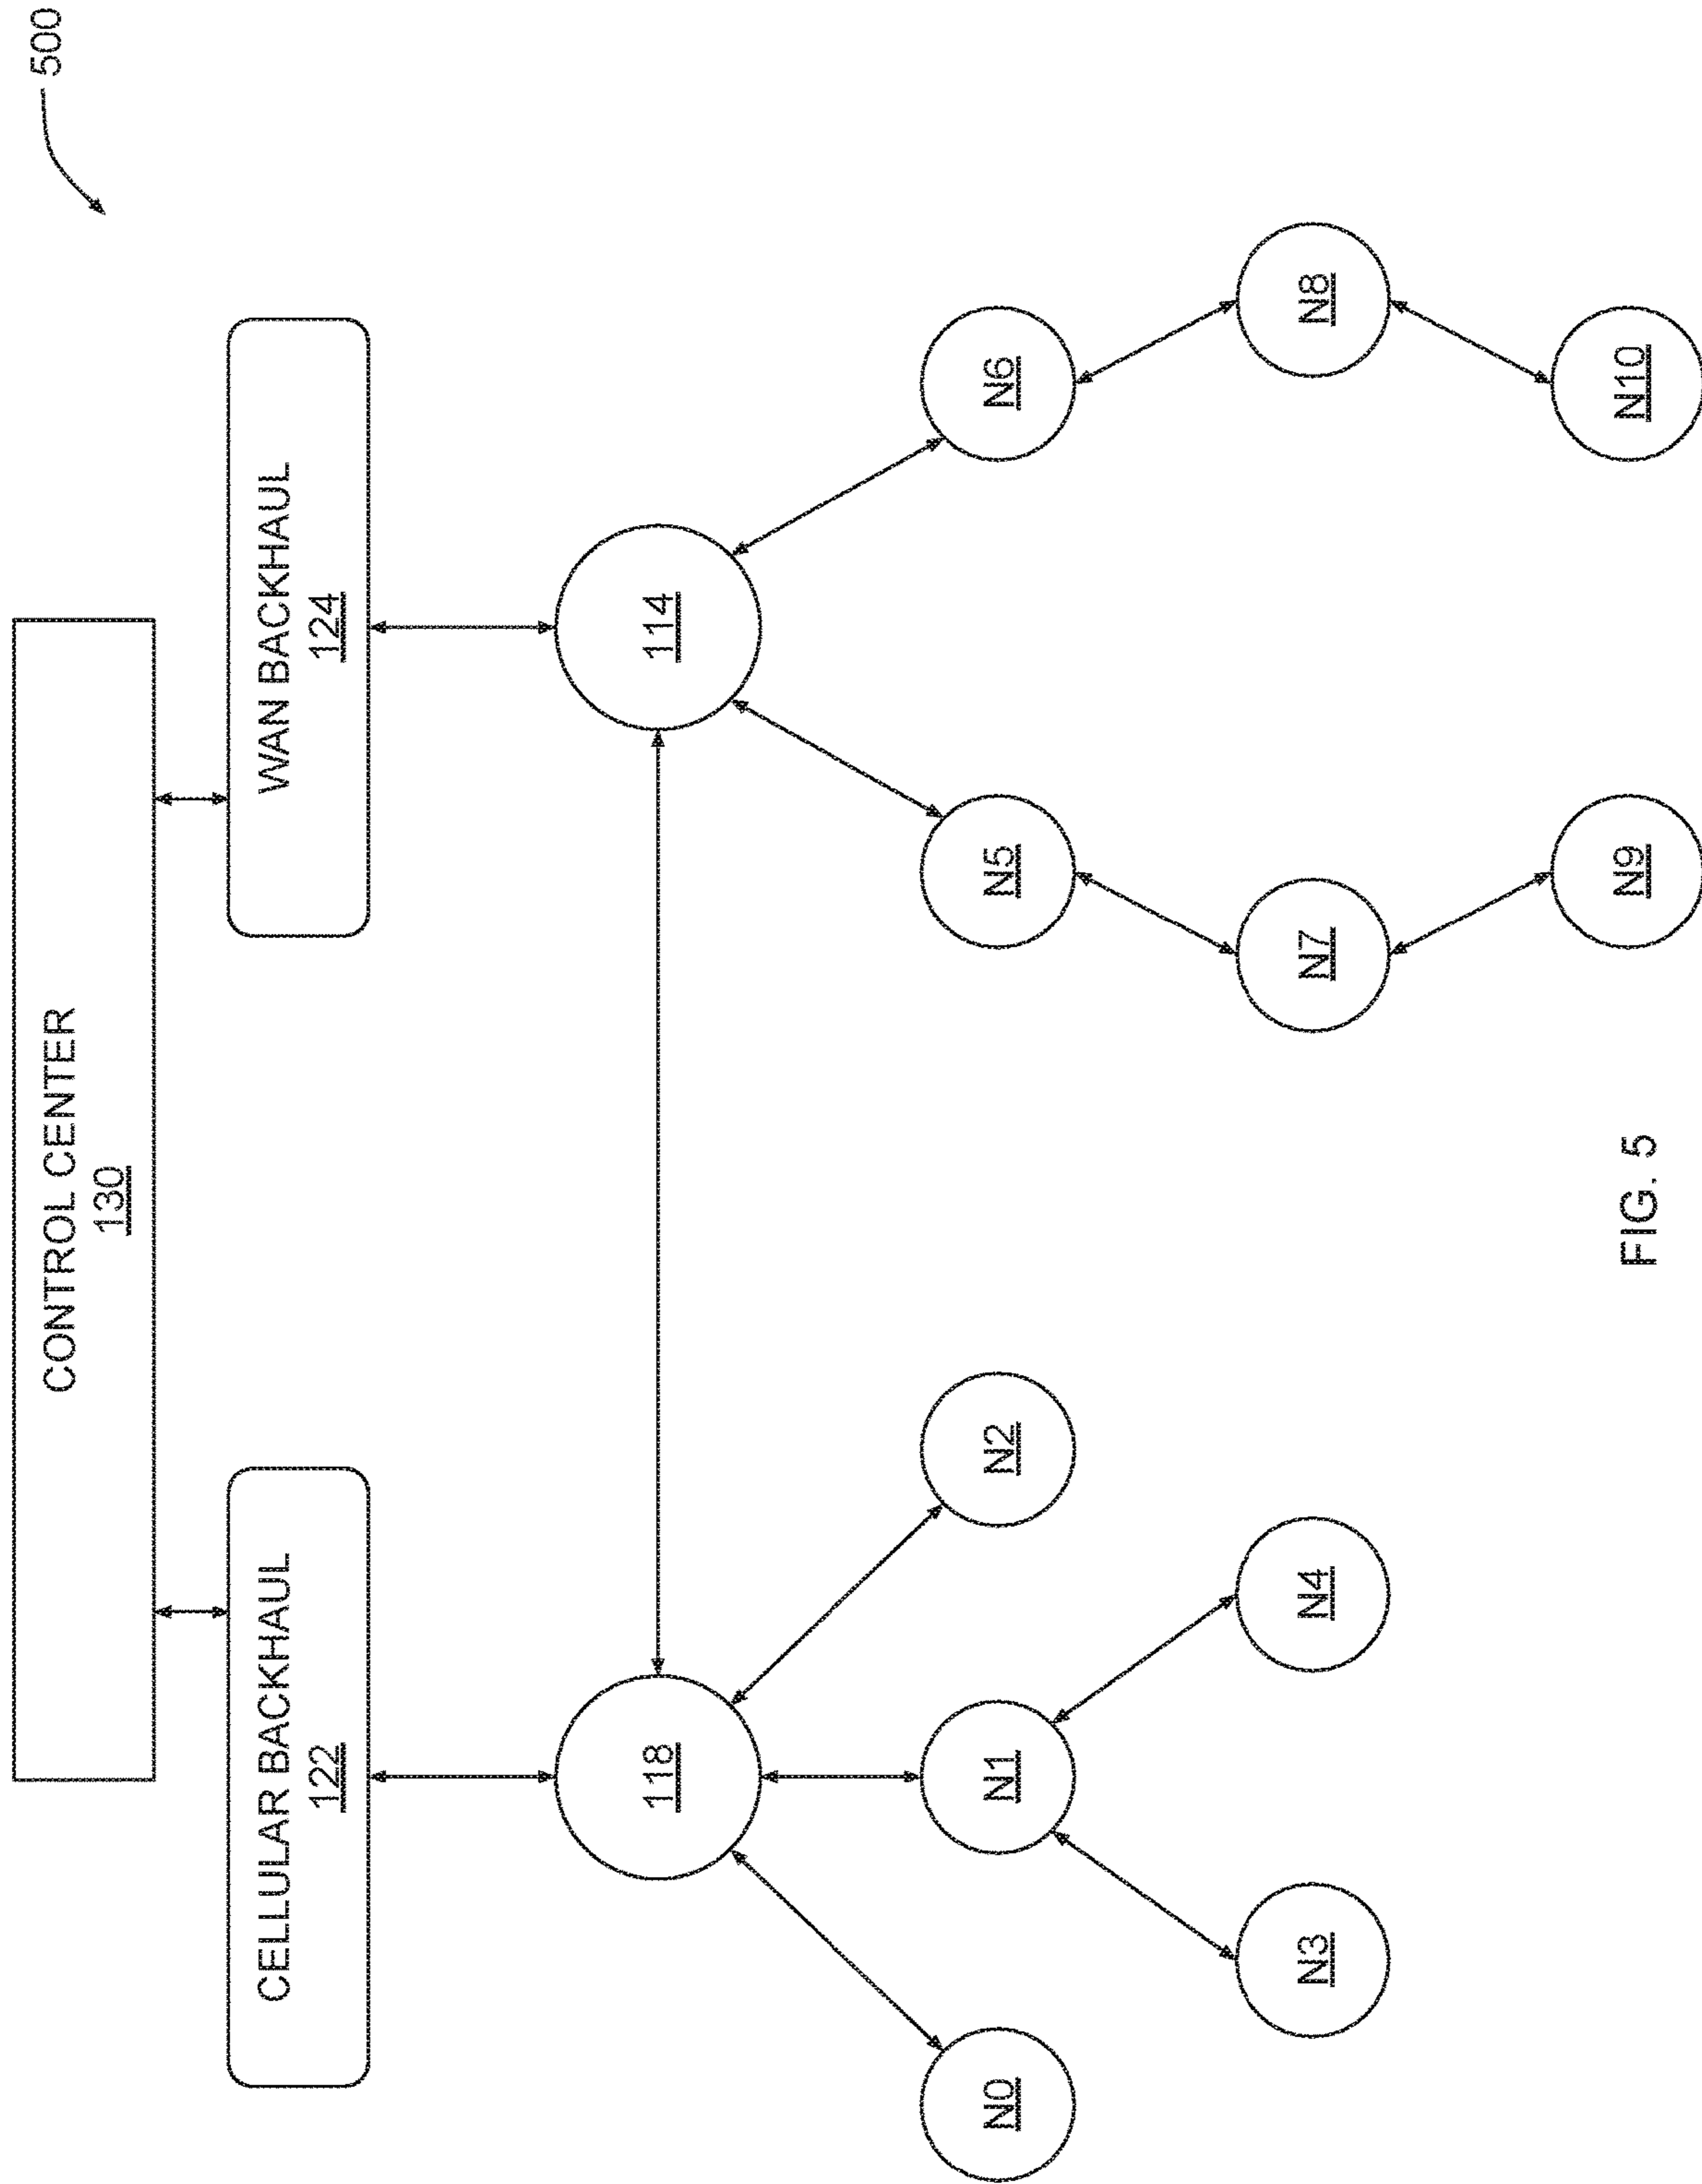 500
CONTROL CENTER
130
CELLULAR BACKHAUL
122
WAN BACKHAUL
124
118
114
N0
N1
N2
N5
N6
N3
N4
N7
N8
N9
N10
FIG. 5